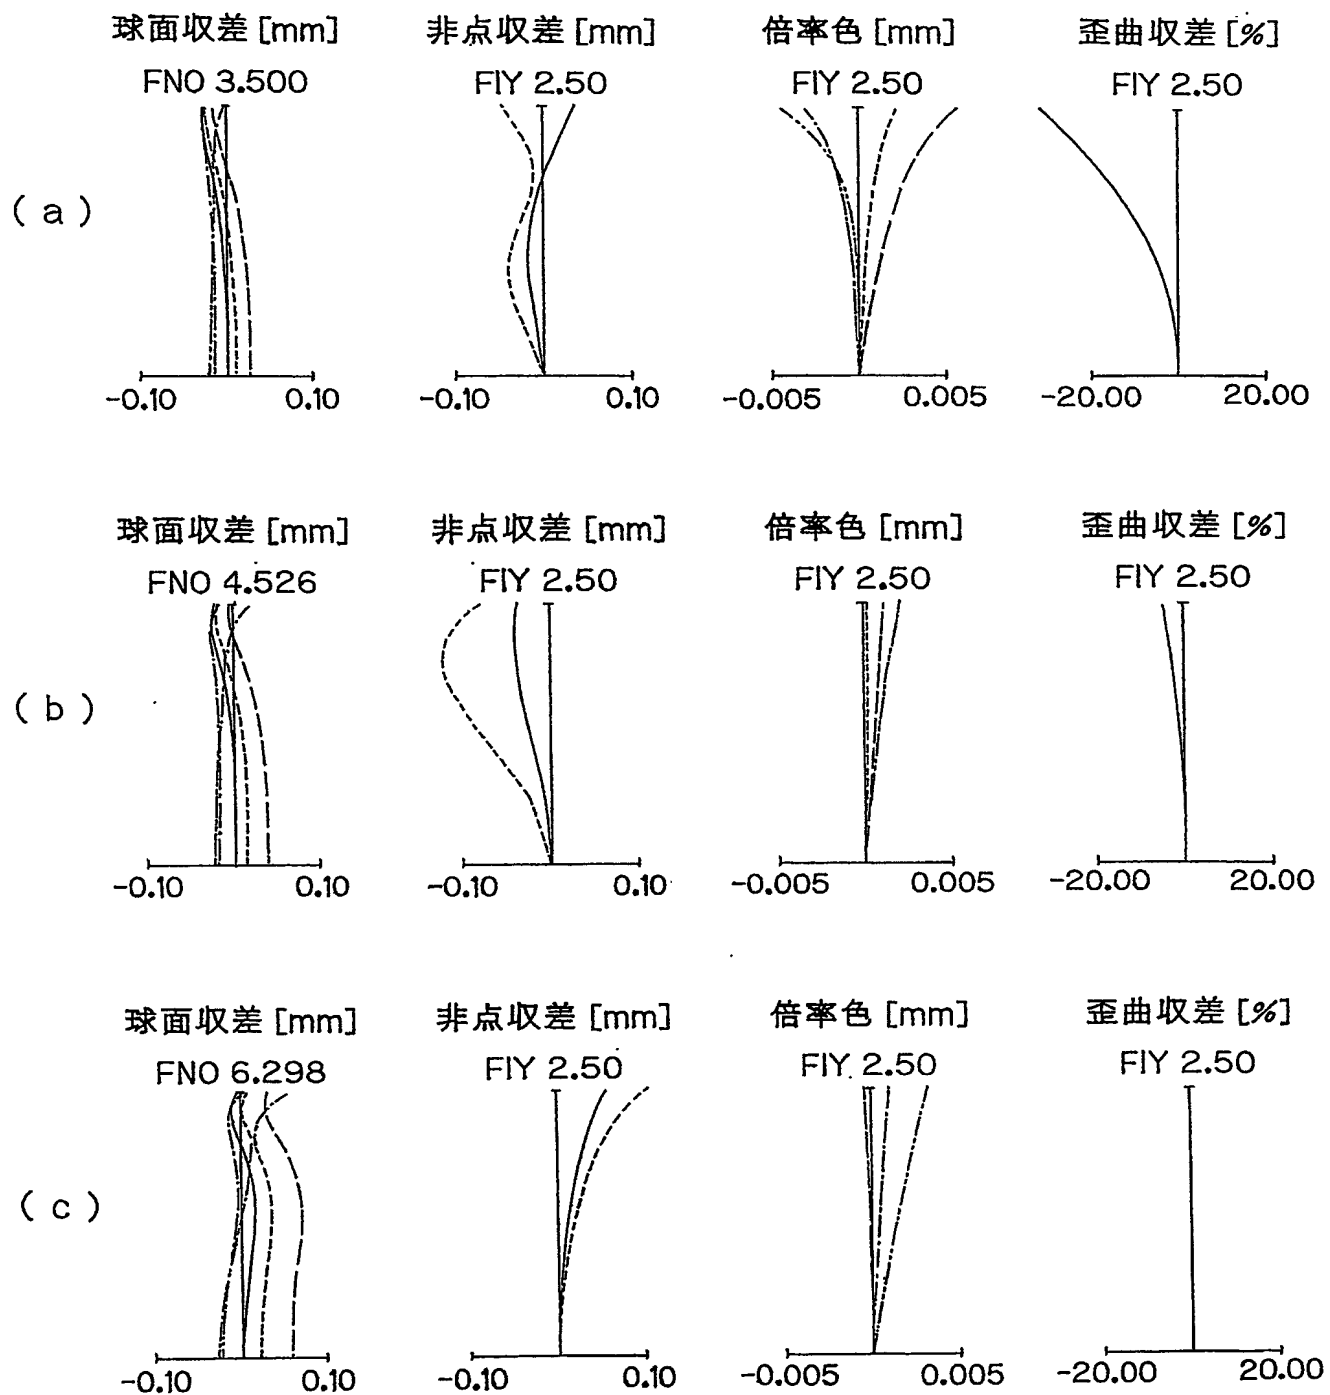 球面収差 [mm] 非点収差 [mm] 倍率色 [mm] 歪曲収差 [%]
FNO 3.500 FIY 2.50 FIY 2.50 FIY 2.50
( a )
-0.10 0.10 -0.10 0.10 -0.005 0.005 -20.00 20.00
球面収差 [mm] 非点収差 [mm] 倍率色 [mm] 歪曲収差 [%]
FNO 4.526 FIY 2.50 FIY 2.50 FIY 2.50
( b )
-0.10 0.10 -0.10 0.10 -0.005 0.005 -20.00 20.00
球面収差 [mm] 非点収差 [mm] 倍率色 [mm] 歪曲収差 [%]
FNO 6.298 FIY 2.50 FIY 2.50 FIY 2.50
( c )
-0.10 0.10 -0.10 0.10 -0.005 0.005 -20.00 20.00